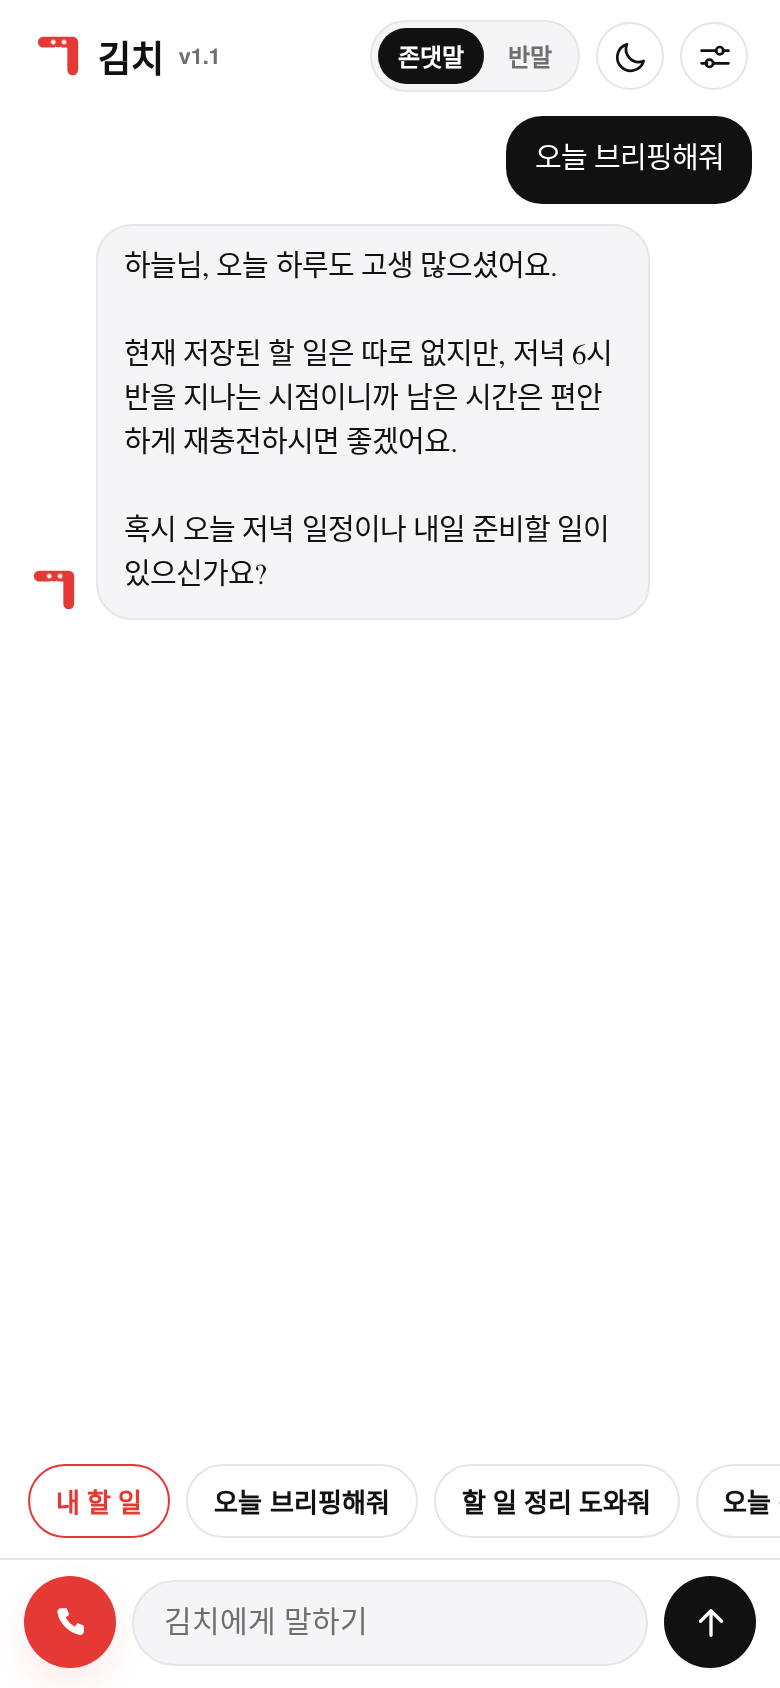 김치 v1.1 존댓말 반말
오늘 브리핑해줘
하늘님, 오늘 하루도 고생 많으셨어요.
현재 저장된 할 일은 따로 없지만, 저녁 6시
반을 지나는 시점이니까 남은 시간은 편안
하게 재충전하시면 좋겠어요.
혹시 오늘 저녁 일정이나 내일 준비할 일이
있으신가요?
내 할 일 오늘 브리핑해줘 할 일 정리 도와줘 오늘
김치에게 말하기